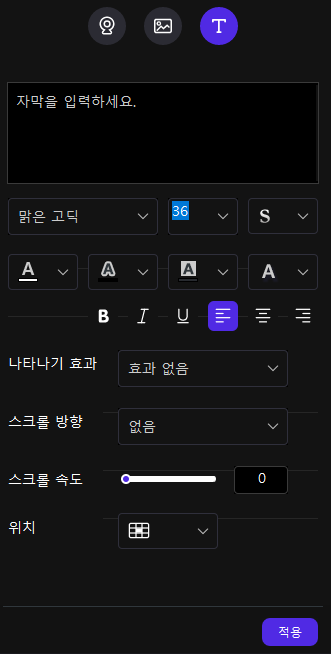 T
자막을 입력하세요.
맑은 고딕
36
S
A
A
A
A
B
I
U
나타나기 효과
효과 없음
스크롤 방향
없음
스크롤 속도
0
위치
적용